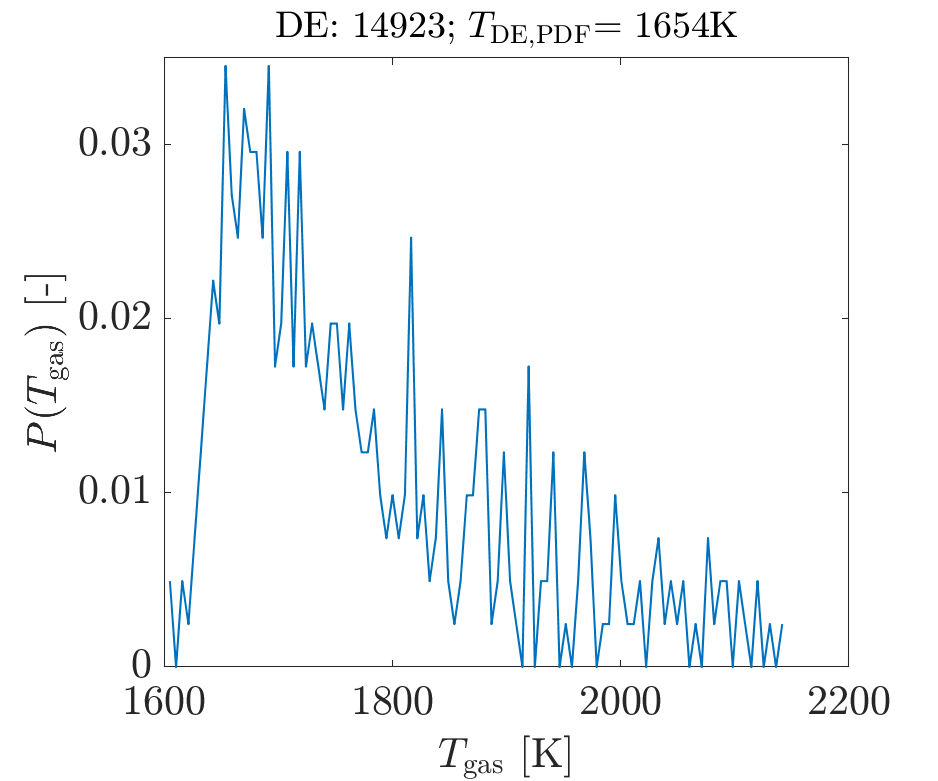 DE: 14923; T_DE,PDF= 1654K
0.03
0.02
0.01
0
P(T_gas) [-]
1600 1800 2000 2200
T_gas [K]